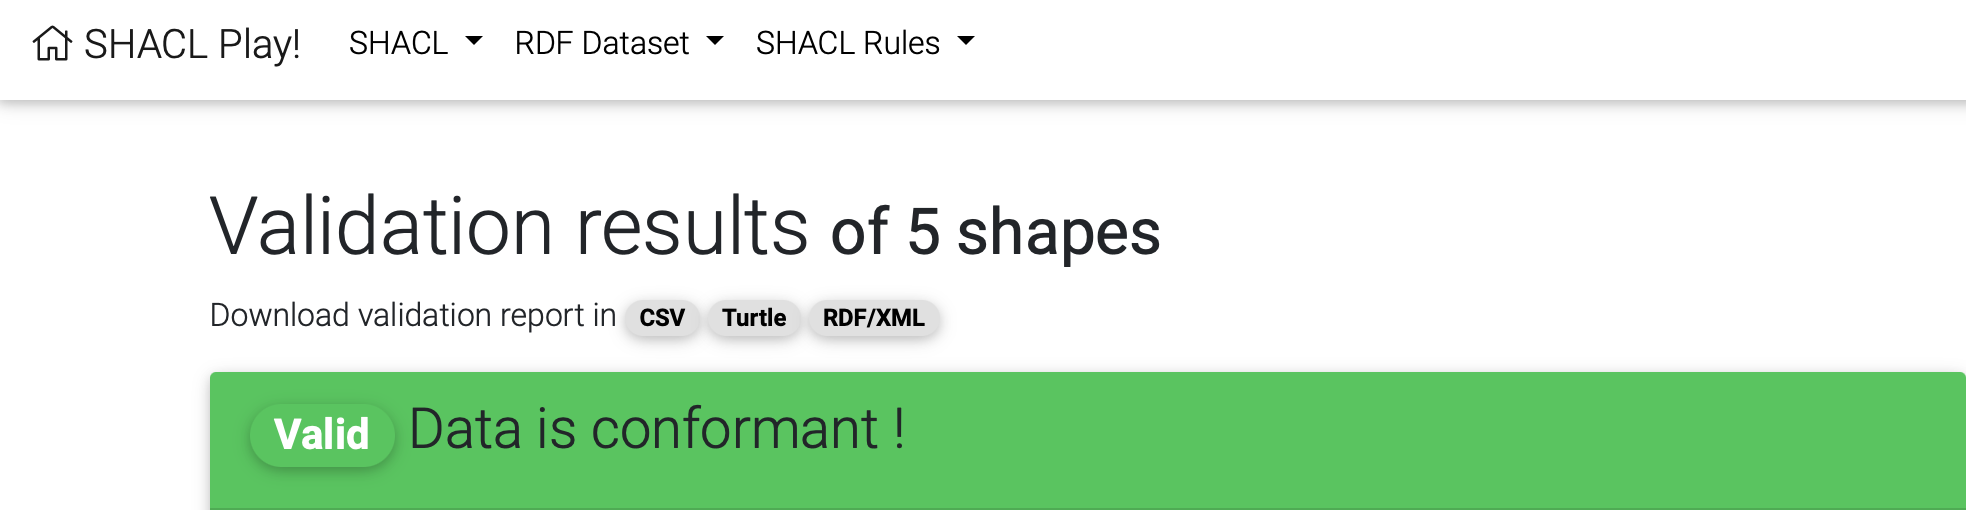 SHACL Play! SHACL RDF Dataset SHACL Rules
Validation results of 5 shapes
Download validation report in CSV Turtle RDF/XML
Valid Data is conformant !